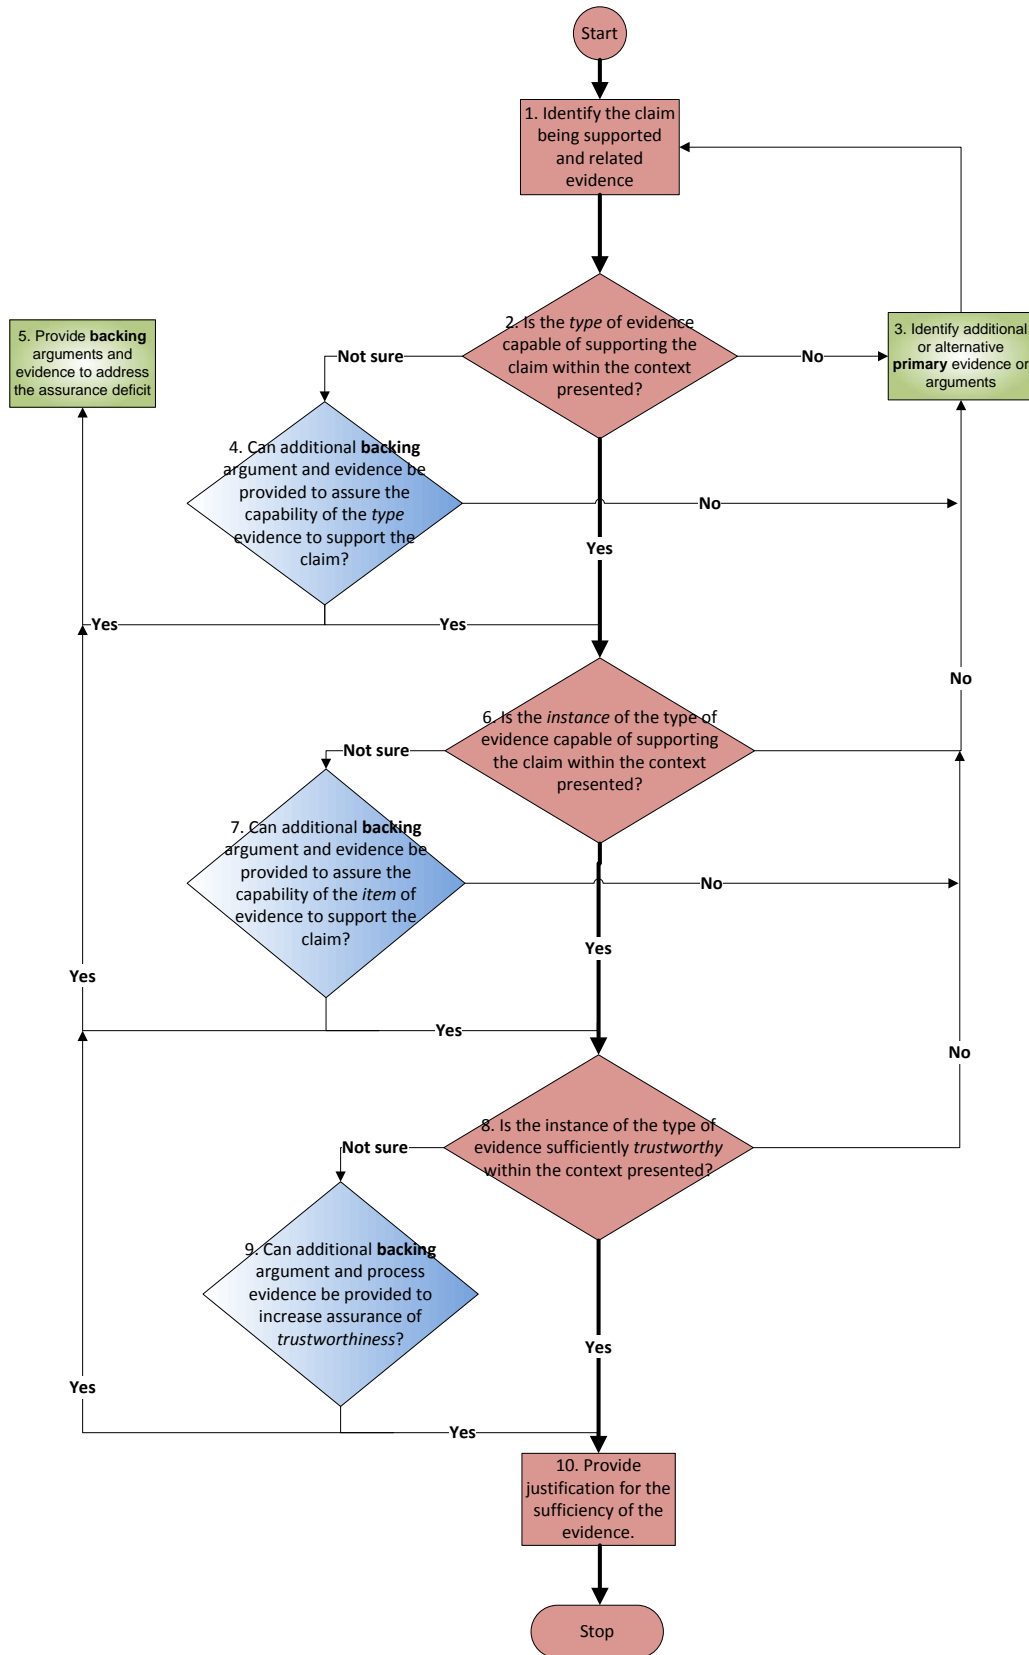 Start
1. Identify the claim
being supported
and related
evidence
2. Is the type of evidence
capable of supporting the
claim within the context
presented?
Not sure
No
3. Identify additional
or alternative
primary evidence or
arguments
5. Provide backing
arguments and
evidence to address
the assurance deficit
4. Can additional backing
argument and evidence be
provided to assure the
capability of the type
evidence to support the
claim?
No
Yes
Yes
Yes
No
6. Is the instance of the type of
evidence capable of supporting
the claim within the context
presented?
Not sure
7. Can additional backing
argument and evidence be
provided to assure the
capability of the item of
evidence to support the
claim?
No
Yes
Yes
Yes
No
8. Is the instance of the type of
evidence sufficiently trustworthy
within the context presented?
Not sure
9. Can additional backing
argument and process
evidence be provided to
increase assurance of
trustworthiness?
Yes
Yes
Yes
10. Provide
justification for the
sufficiency of the
evidence.
Stop